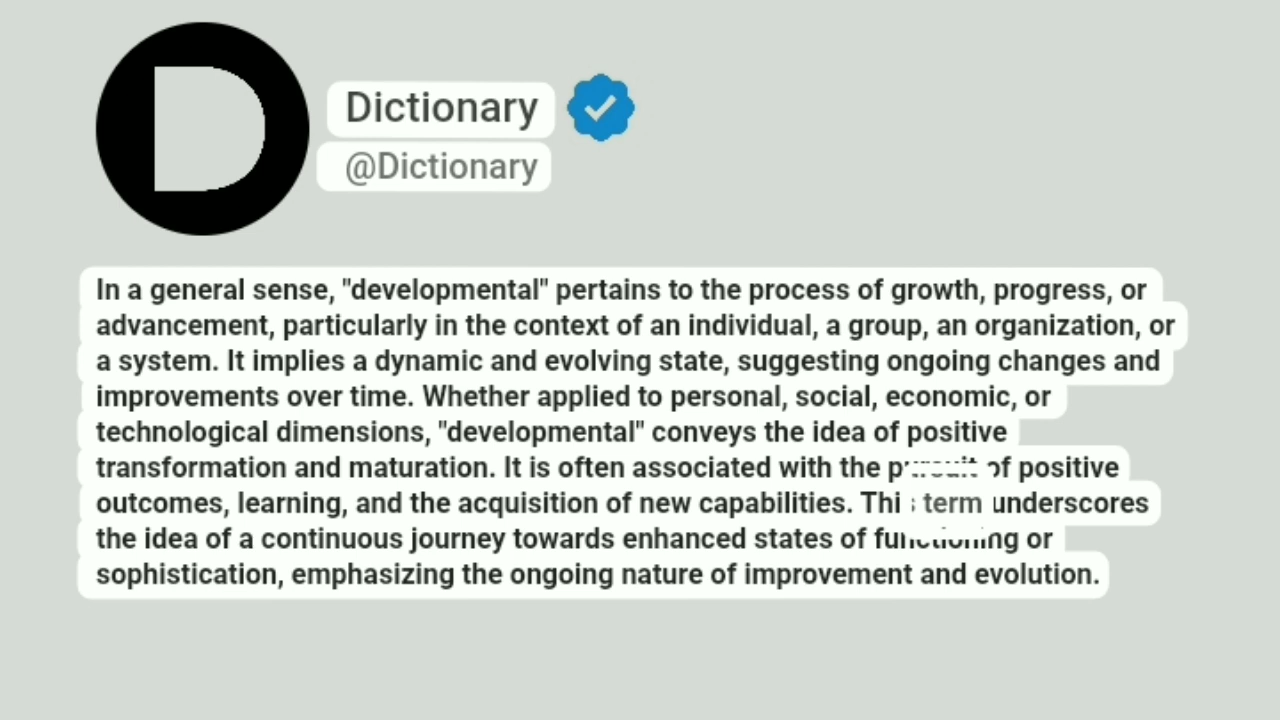 D
Dictionary
@Dictionary
In a general sense, "developmental" pertains to the process of growth, progress, or
advancement, particularly in the context of an individual, a group, an organization, or
a system. It implies a dynamic and evolving state, suggesting ongoing changes and
improvements over time. Whether applied to personal, social, economic, or
technological dimensions, "developmental" conveys the idea of positive
transformation and maturation. It is often associated with the pursuit of positive
outcomes, learning, and the acquisition of new capabilities. This term underscores
the idea of a continuous journey towards enhanced states of functioning or
sophistication, emphasizing the ongoing nature of improvement and evolution.